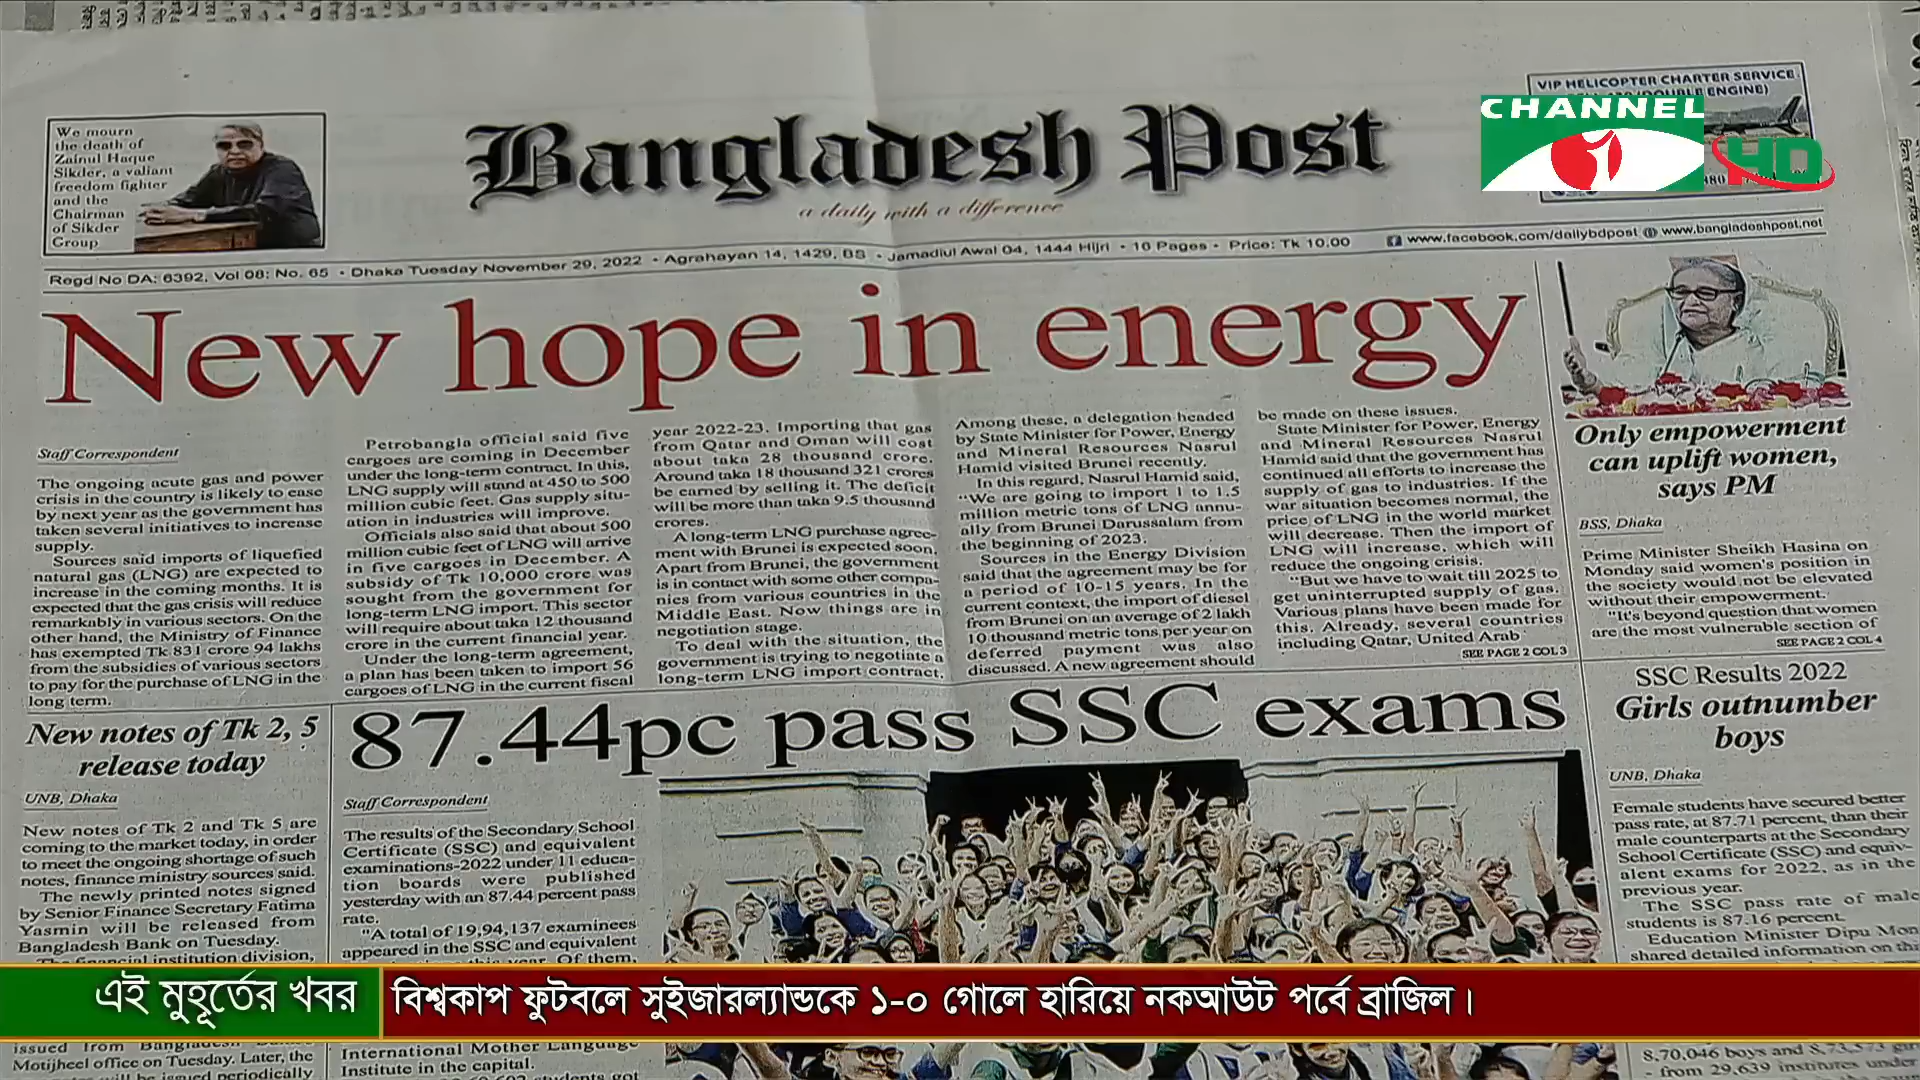 We mourn
the death of
Zainul Haque
Sikder, a valiant
freedom fighter
and the
Chairman
of Sikder
Group
Bangladesh Post
a daily with a difference
VIP HELICOPTER CHARTER SERVICE
(DOUBLE ENGINE)
CHANNEL
HD
Regd No DA: 6392, Vol 08; No. 65 • Dhaka Tuesday November 29, 2022 • Agrahayan 14, 1429, BS • Jamadiul Awal 04, 1444 Hijri • 16 Pages • Price: Tk 10.00 www.facebook.com/dailybdpost www.bangladeshpost.net
New hope in energy
Staff Correspondent
The ongoing acute gas and power
crisis in the country is likely to ease
by next year as the government has
taken several initiatives to increase
supply.
Sources said imports of liquefied
natural gas (LNG) are expected to
increase in the coming months. It is
expected that the gas crisis will reduce
remarkably in various sectors. On the
other hand, the Ministry of Finance
has exempted Tk 831 crore 94 lakhs
from the subsidies of various sectors
to pay for the purchase of LNG in the
long term.
Petrobangla official said five
cargoes are coming in December
under the long-term contract. In this,
LNG supply will stand at 450 to 500
million cubic feet. Gas supply situ-
ation in industries will improve.
Officials also said that about 500
million cubic feet of LNG will arrive
in five cargoes in December. A
subsidy of Tk 10,000 crore was
sought from the government for
long-term LNG import. This sector
will require about taka 12 thousand
crore in the current financial year.
Under the long-term agreement,
a plan has been taken to import 56
cargoes of LNG in the current fiscal
year 2022-23. Importing that gas
from Qatar and Oman will cost
about taka 28 thousand crore.
Around taka 18 thousand 321 crores
be earned by selling it. The deficit
will be more than taka 9.5 thousand
crores.
A long-term LNG purchase agree-
ment with Brunei is expected soon.
Apart from Brunei, the government
is in contact with some other compa-
nies from various countries in the
Middle East. Now things are in
negotiation stage.
To deal with the situation, the
government is trying to negotiate a
long-term LNG import contract.
Among these, a delegation headed
by State Minister for Power, Energy
and Mineral Resources Nasrul
Hamid visited Brunei recently.
In this regard, Nasrul Hamid said,
"We are going to import 1 to 1.5
million metric tons of LNG annu-
ally from Brunei Darussalam from
the beginning of 2023.
Sources in the Energy Division
said that the agreement may be for
a period of 10-15 years. In the
current context, the import of diesel
from Brunei on an average of 2 lakh
10 thousand metric tons per year on
deferred payment was also
discussed. A new agreement should
be made on these issues.
State Minister for Power, Energy
and Mineral Resources Nasrul
Hamid said that the government has
continued all efforts to increase the
supply of gas to industries. If the
war situation becomes normal, the
price of LNG in the world market
will decrease. Then the import of
LNG will increase, which will
reduce the ongoing crisis.
"But we have to wait till 2025 to
get uninterrupted supply of gas.
Various plans have been made for
this. Already, several countries
including Qatar, United Arab
SEE PAGE 2 COL 3
Only empowerment
can uplift women,
says PM
BSS, Dhaka
Prime Minister Sheikh Hasina on
Monday said women's position in
the society would not be elevated
without their empowerment.
"It's beyond question that women
are the most vulnerable section of
SEE PAGE 2 COL 4
New notes of Tk 2, 5
release today
UNB, Dhaka
New notes of Tk 2 and Tk 5 are
coming to the market today, in order
to meet the ongoing shortage of such
notes, finance ministry sources said.
The newly printed notes signed
by Senior Finance Secretary Fatima
Yasmin will be released from
Bangladesh Bank on Tuesday.
The financial institution division,
87.44pc pass SSC exams
Staff Correspondent
The results of the Secondary School
Certificate (SSC) and equivalent
examinations-2022 under 11 educa-
tion boards were published
yesterday with an 87.44 percent pass
rate.
"A total of 19,94,137 examinees
appeared in the SSC and equivalent
this year. Of them,
SSC Results 2022
Girls outnumber
boys
UNB, Dhaka
Female students have secured better
pass rate, at 87.71 percent, than their
male counterparts at the Secondary
School Certificate (SSC) and equiv-
alent exams for 2022, as in the
previous year.
The SSC pass rate of male
students is 87.16 percent.
Education Minister Dipu Mon
shared detailed information on thi
এই মুহূর্তের খবর
বিশ্বকাপ ফুটবলে সুইজারল্যান্ডকে ১-০ গোলে হারিয়ে নকআউট পর্বে ব্রাজিল।
issued from
Motijheel office on Tuesday. Later, the
will be issued periodically
International Mother Language
Institute in the capital.
students got
8,70,046 boys and
from 29,639 institutes under